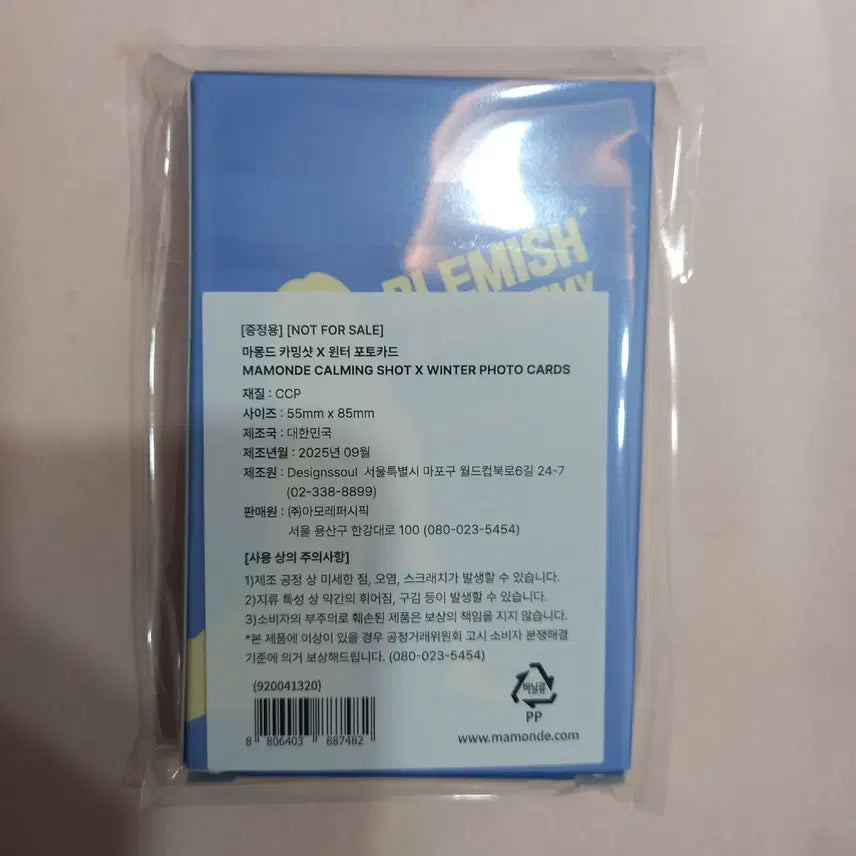 BLEMISH
[증정용] [NOT FOR SALE]
마몽드 카밍샷 X 윈터 포토카드
MAMONDE CALMING SHOT X WINTER PHOTO CARDS
재질 : CCP
사이즈 : 55mm x 85mm
제조국 : 대한민국
제조년월 : 2025년 09월
제조원 : Designssoul 서울특별시 마포구 월드컵북로6길 24-7
(02-338-8899)
판매원 : ㈜아모레퍼시픽
서울 용산구 한강대로 100 (080-023-5454)
[사용 상의 주의사항]
1)제조 공정 상 미세한 점, 오염, 스크래치가 발생할 수 있습니다.
2)지류 특성 상 약간의 휘어짐, 구김 등이 발생할 수 있습니다.
3)소비자의 부주의로 훼손된 제품은 보상의 책임을 지지 않습니다.
*본 제품에 이상이 있을 경우 공정거래위원회 고시 소비자 분쟁해결
기준에 의거 보상해드립니다. (080-023-5454)
(920041320)
8 806403 887482
비닐류
PP
www.mamonde.com